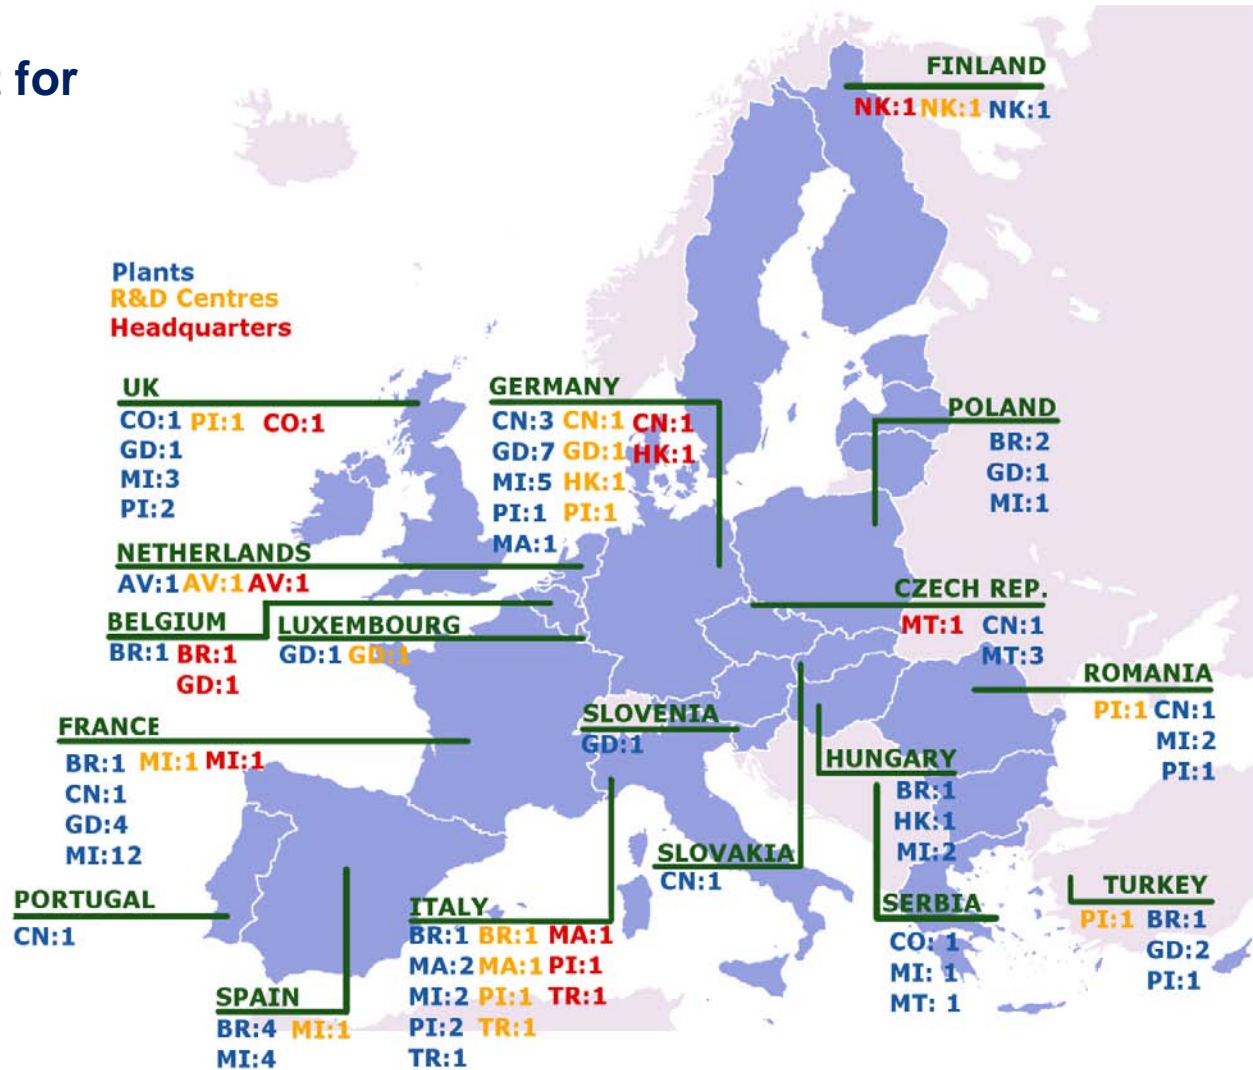 t for
FINLAND
NK:1 NK:1 NK:1
Plants
R&D Centres
Headquarters
UK
CO:1 PI:1 CO:1
GD:1
MI:3
PI:2
GERMANY
CN:3 CN:1 CN:1
GD:7 GD:1 HK:1
MI:5 HK:1
PI:1 PI:1
MA:1
POLAND
BR:2
GD:1
MI:1
NETHERLANDS
AV:1 AV:1 AV:1
BELGIUM
BR:1 BR:1
GD:1
LUXEMBOURG
GD:1 GD:1
CZECH REP.
MT:1 CN:1
MT:3
ROMANIA
PI:1 CN:1
MI:2
PI:1
FRANCE
BR:1 MI:1 MI:1
CN:1
GD:4
MI:12
SLOVENIA
GD:1
HUNGARY
BR:1
HK:1
MI:2
SLOVAKIA
CN:1
PORTUGAL
CN:1
ITALY
BR:1 BR:1 MA:1
MA:2 MA:1 PI:1
MI:2 PI:1 TR:1
PI:2 TR:1
TR:1
SERBIA
CO: 1
MI: 1
MT: 1
TURKEY
PI:1 BR:1
GD:2
PI:1
SPAIN
BR:4 MI:1
MI:4